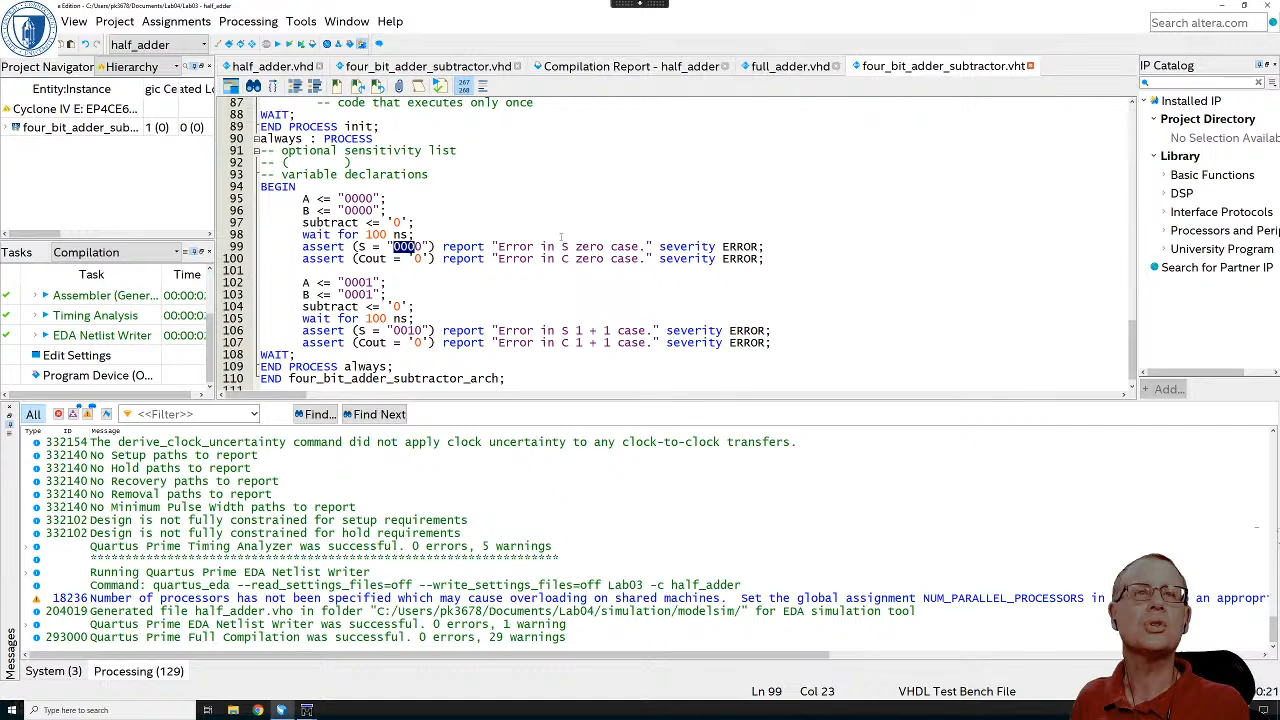 e Edition - C:/Users/pk3678/Documents/Lab04/Lab03 - half_adder
View Project Assignments Processing Tools Window Help
Search altera.com
half_adder
Project Navigator Hierarchy
half_adder.vhd four_bit_adder_subtractor.vhd Compilation Report - half_adder full_adder.vhd four_bit_adder_subtractor.vht
IP Catalog
Entity:Instance gic Ce ted Lo
Cyclone IV E: EP4CE6...
four_bit_adder_sub... 1 (0) 0 (0)
Tasks Compilation
Task Time
Assembler (Gener... 00:00:0
Timing Analysis 00:00:0
EDA Netlist Writer 00:00:0
Edit Settings
Program Device (O...
267
268
87 -- code that executes only once
88 WAIT;
89 END PROCESS init;
90 always : PROCESS
91 -- optional sensitivity list
92 -- ( )
93 -- variable declarations
94 BEGIN
95 A <= "0000";
96 B <= "0000";
97 subtract <= '0';
98 wait for 100 ns;
99 assert (S = "0000") report "Error in S zero case." severity ERROR;
100 assert (Cout = '0') report "Error in C zero case." severity ERROR;
101
102 A <= "0001";
103 B <= "0001";
104 subtract <= '0';
105 wait for 100 ns;
106 assert (S = "0010") report "Error in S 1 + 1 case." severity ERROR;
107 assert (Cout = '0') report "Error in C 1 + 1 case." severity ERROR;
108 WAIT;
109 END PROCESS always;
110 END four_bit_adder_subtractor_arch;
111
Installed IP
Project Directory
No Selection Availa
Library
Basic Functions
DSP
Interface Protocols
Processors and Perip
University Program
Search for Partner IP
+ Add...
All <<Filter>> Find... Find Next
Type ID Message
332154 The derive_clock_uncertainty command did not apply clock uncertainty to any clock-to-clock transfers.
332140 No Setup paths to report
332140 No Hold paths to report
332140 No Recovery paths to report
332140 No Removal paths to report
332140 No Minimum Pulse Width paths to report
332102 Design is not fully constrained for setup requirements
332102 Design is not fully constrained for hold requirements
Quartus Prime Timing Analyzer was successful. 0 errors, 5 warnings
*******************************************************************
Running Quartus Prime EDA Netlist Writer
Command: quartus_eda --read_settings_files=off --write_settings_files=off Lab03 -c half_adder
18236 Number of processors has not been specified which may cause overloading on shared machines. Set the global assignment NUM_PARALLEL_PROCESSORS in an appropr
204019 Generated file half_adder.vho in folder "C:/Users/pk3678/Documents/Lab04/simulation/modelsim/" for EDA simulation tool
Quartus Prime EDA Netlist Writer was successful. 0 errors, 1 warning
293000 Quartus Prime Full Compilation was successful. 0 errors, 29 warnings
Messages
System (3) Processing (129)
Ln 99 Col 23 VHDL Test Bench File 00:21
Type here to search